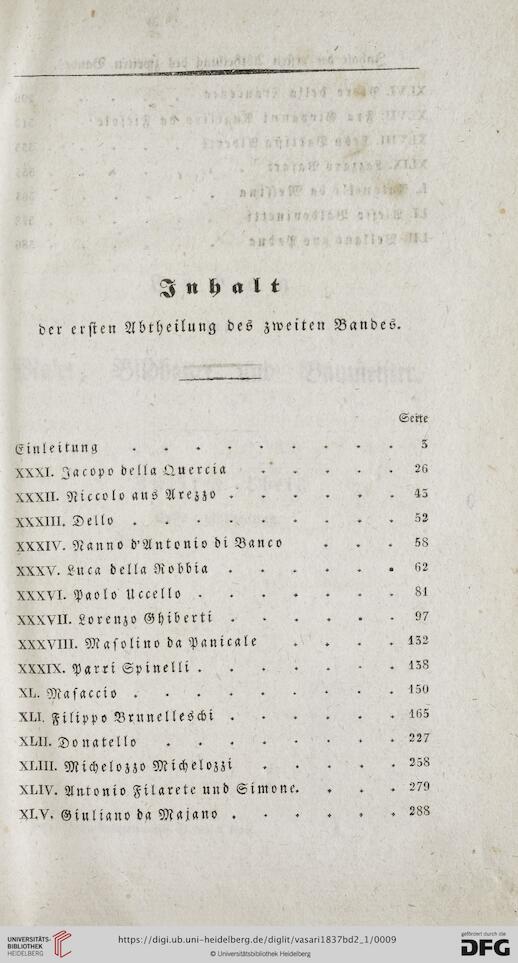 Inhalt
der ersten Abtheilung des zweiten Bandes.
Seite
Einleitung . . . . . . . . . 3
XXXI. Jacopo della Quercia . . . . . 26
XXXII. Niccolo aus Arezzo . . . . . . 43
XXXIII. Dello . . . . . . . . . 52
XXXIV. Nanno d'Antonio di Banco . . . 58
XXXV. Luca della Robbia . . . . . . 62
XXXVI. Paolo Uccello . . . . . . . 81
XXXVII. Lorenzo Ghiberti . . . . . . 97
XXXVIII. Masolino da Panicale . . . . 132
XXXIX. Parri Spinelli . . . . . . . 138
XL. Masaccio . . . . . . . . . 150
XLI. Filippo Brunelleschi . . . . . . 165
XLII. Donatello . . . . . . . . 227
XLIII. Michelozzo Michelozzi . . . . . 258
XLIV. Antonio Filarete und Simone. . . . 279
XLV. Giuliano da Majano . . . . . . 288
UNIVERSITÄTS-
BIBLIOTHEK
HEIDELBERG
https://digi.ub.uni-heidelberg.de/diglit/vasari1837bd2_1/0009
© Universitätsbibliothek Heidelberg
gefördert durch die
DFG